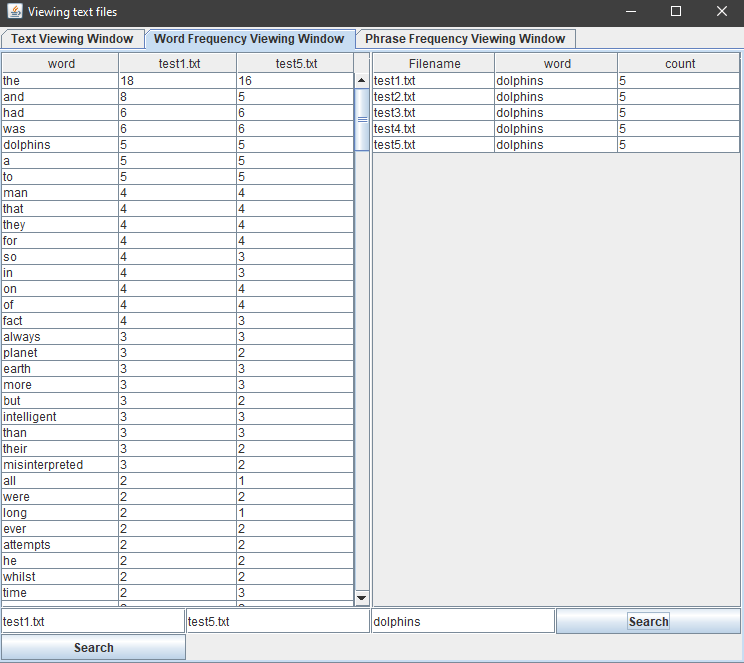 Viewing text files
Text Viewing Window Word Frequency Viewing Window Phrase Frequency Viewing Window
word test1.txt test5.txt
the 18 16
and 8 5
had 6 6
was 6 6
dolphins 5 5
a 5 5
to 5 5
man 4 4
that 4 4
they 4 4
for 4 4
so 4 3
in 4 3
on 4 4
of 4 4
fact 4 3
always 3 3
planet 3 2
earth 3 3
more 3 3
but 3 2
intelligent 3 3
than 3 3
their 3 2
misinterpreted 3 2
all 2 1
were 2 2
long 2 1
ever 2 2
attempts 2 2
he 2 2
whilst 2 2
time 2 3
Filename word count
test1.txt dolphins 5
test2.txt dolphins 5
test3.txt dolphins 5
test4.txt dolphins 5
test5.txt dolphins 5
test1.txt test5.txt dolphins Search
Search